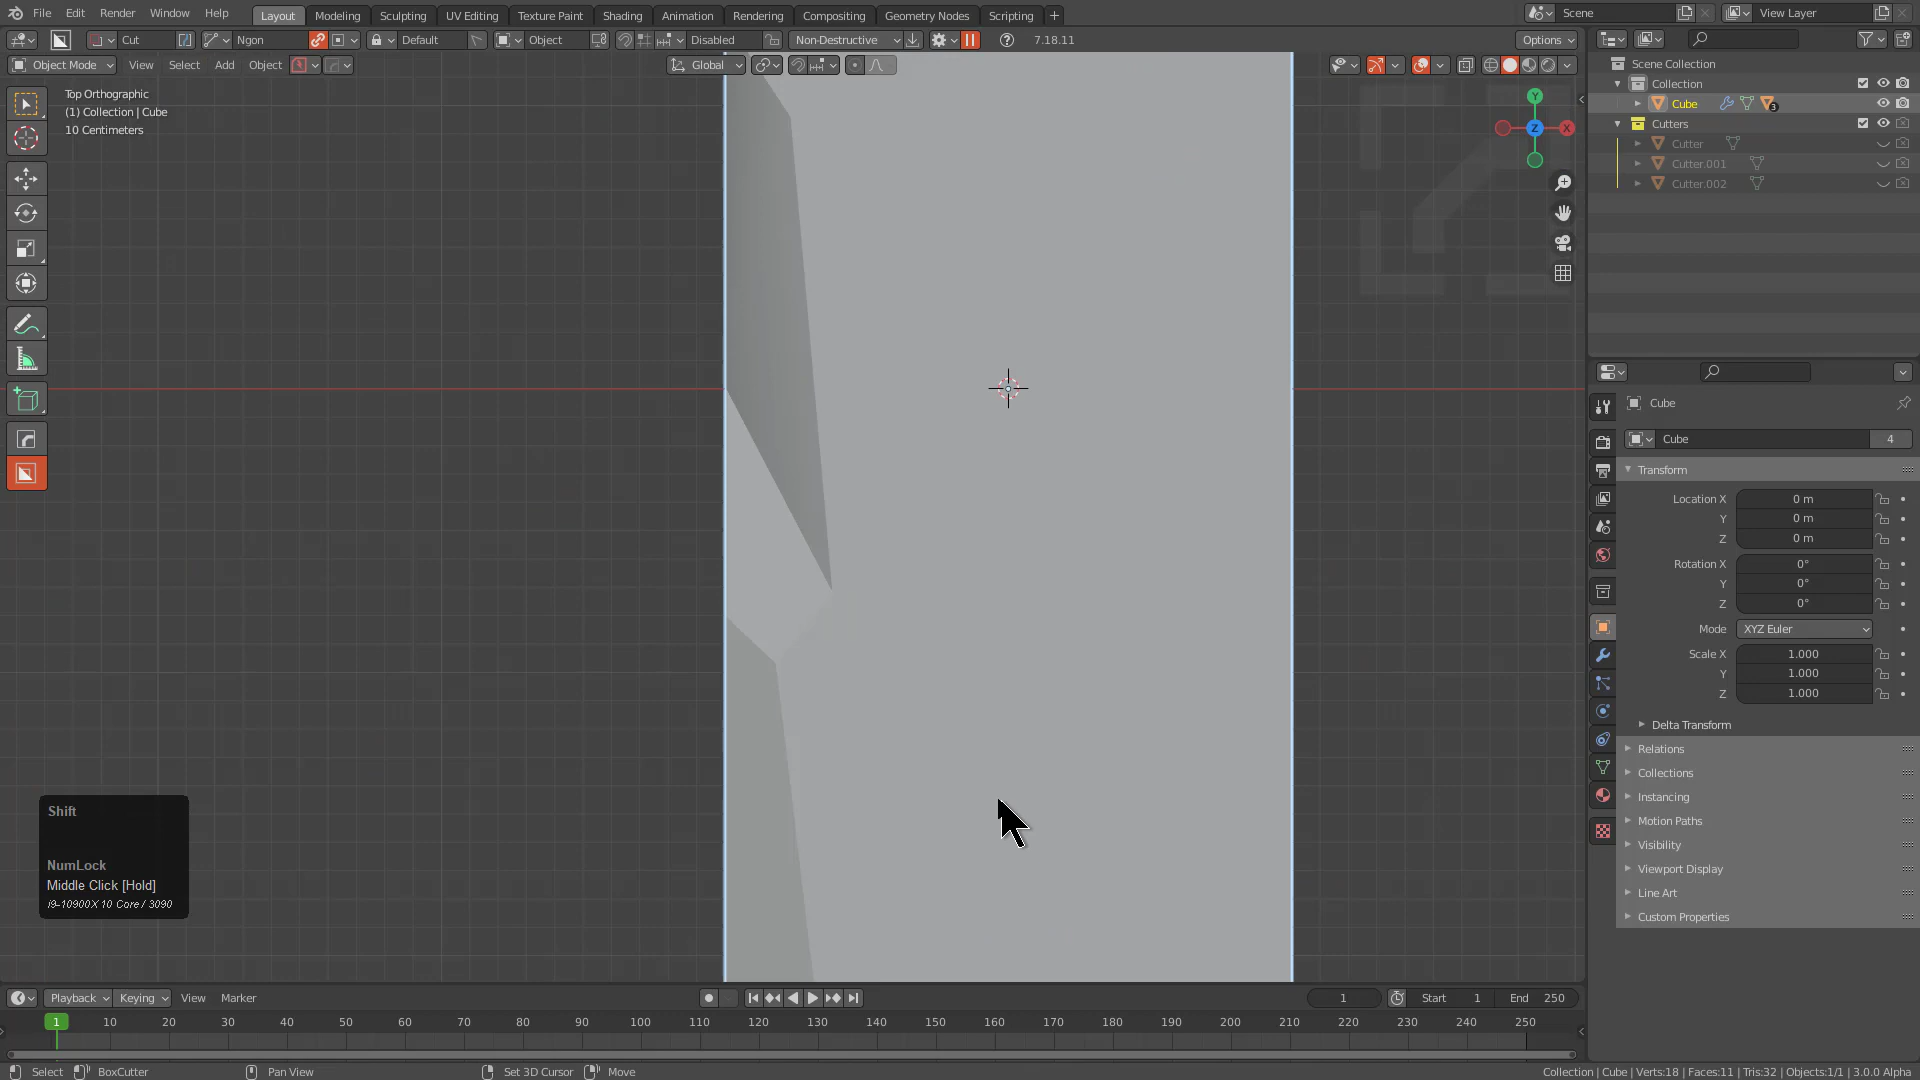 File Edit Render Window Help Layout Modeling Sculpting UV Editing Texture Paint Shading Animation Rendering Compositing Geometry Nodes Scripting + Scene View Layer
Cut Ngon Default Object Disabled Non-Destructive 7.18.11 Options
Object Mode View Select Add Object Global
Top Orthographic
(1) Collection | Cube
10 Centimeters
Y
Z X
Scene Collection
Collection
Cube 3
Cutters
Cutter
Cutter.001
Cutter.002
Cube
Cube 4
Transform
Location X 0 m
Y 0 m
Z 0 m
Rotation X 0°
Y 0°
Z 0°
Mode XYZ Euler
Scale X 1.000
Y 1.000
Z 1.000
Delta Transform
Relations
Collections
Instancing
Motion Paths
Visibility
Viewport Display
Line Art
Custom Properties
Shift
NumLock
Middle Click [Hold]
i9-10900X 10 Core / 3090
Playback Keying View Marker 1 Start 1 End 250
1 10 20 30 40 50 60 70 80 90 100 110 120 130 140 150 160 170 180 190 200 210 220 230 240 250
Select BoxCutter Pan View Set 3D Cursor Move Collection | Cube | Verts:18 | Faces:11 | Tris:32 | Objects:1/1 | 3.0.0 Alpha